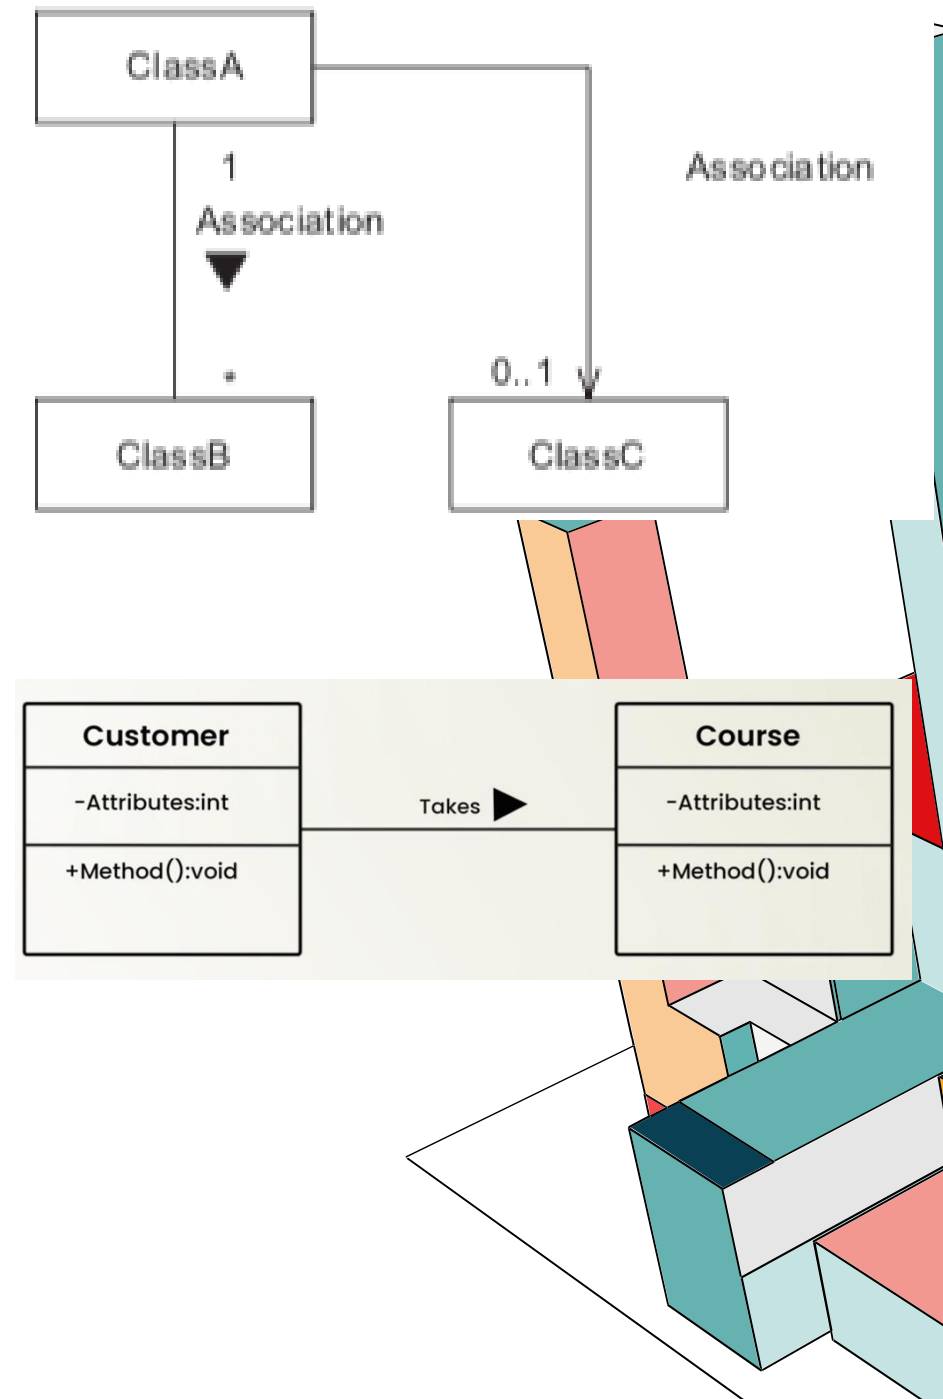 ClassA
1
Association
Association
*
0..1
ClassB
ClassC
Customer
-Attributes:int
+Method():void
Takes
Course
-Attributes:int
+Method():void